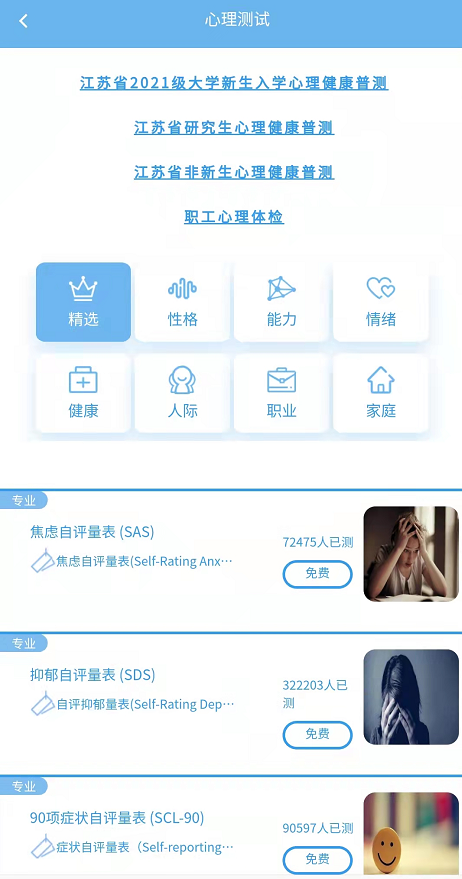 心理测试
江苏省2021级大学新生入学心理健康普测
江苏省研究生心理健康普测
江苏省非新生心理健康普测
职工心理体检
精选 性格 能力 情绪
健康 人际 职业 家庭
专业
焦虑自评量表 (SAS)
72475人已测
焦虑自评量表(Self-Rating Anx…
免费
专业
抑郁自评量表 (SDS)
322203人已
测
自评抑郁量表(Self-Rating Dep…
免费
专业
90项症状自评量表 (SCL-90)
90597人已测
症状自评量表（Self-reporting…
免费